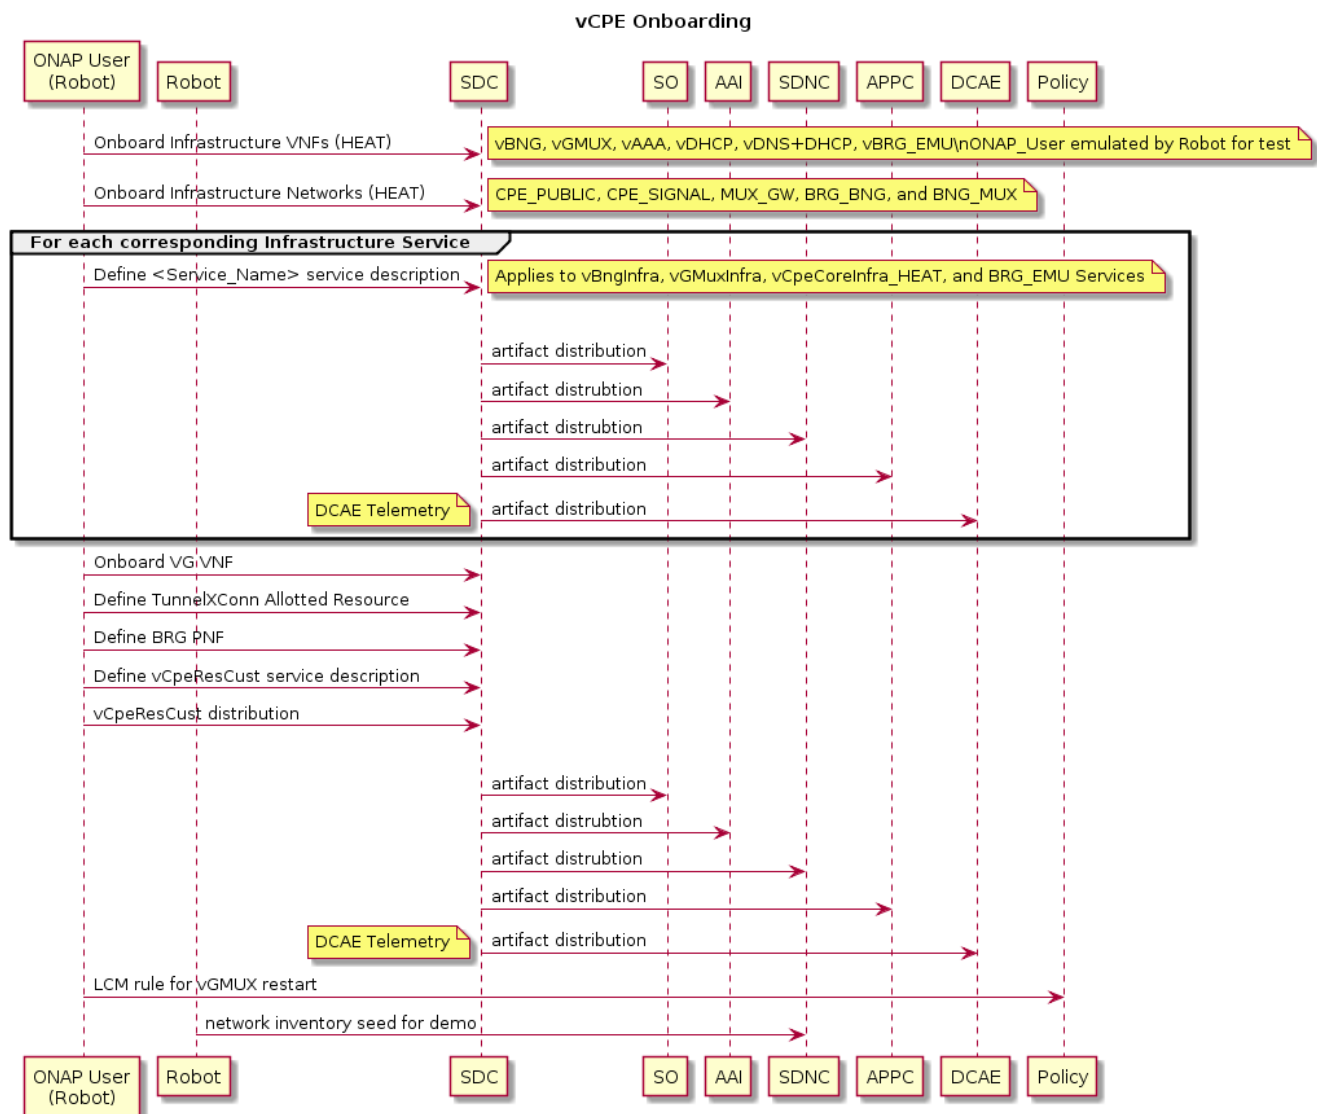 vCPE Onboarding
ONAP User
(Robot)
Robot
SDC
SO
AAI
SDNC
APPC
DCAE
Policy
Onboard Infrastructure VNFs (HEAT)
vBNG, vGMUX, vAAA, vDHCP, vDNS+DHCP, vBRG_EMU\nONAP_User emulated by Robot for test
Onboard Infrastructure Networks (HEAT)
CPE_PUBLIC, CPE_SIGNAL, MUX_GW, BRG_BNG, and BNG_MUX
For each corresponding Infrastructure Service
Define <Service_Name> service description
Applies to vBngInfra, vGMuxInfra, vCpeCoreInfra_HEAT, and BRG_EMU Services
artifact distribution
artifact distrubtion
artifact distrubtion
artifact distribution
DCAE Telemetry
artifact distribution
Onboard VG VNF
Define TunnelXConn Allotted Resource
Define BRG PNF
Define vCpeResCust service description
vCpeResCust distribution
artifact distribution
artifact distrubtion
artifact distrubtion
artifact distribution
DCAE Telemetry
artifact distribution
LCM rule for vGMUX restart
network inventory seed for demo
ONAP User
(Robot)
Robot
SDC
SO
AAI
SDNC
APPC
DCAE
Policy